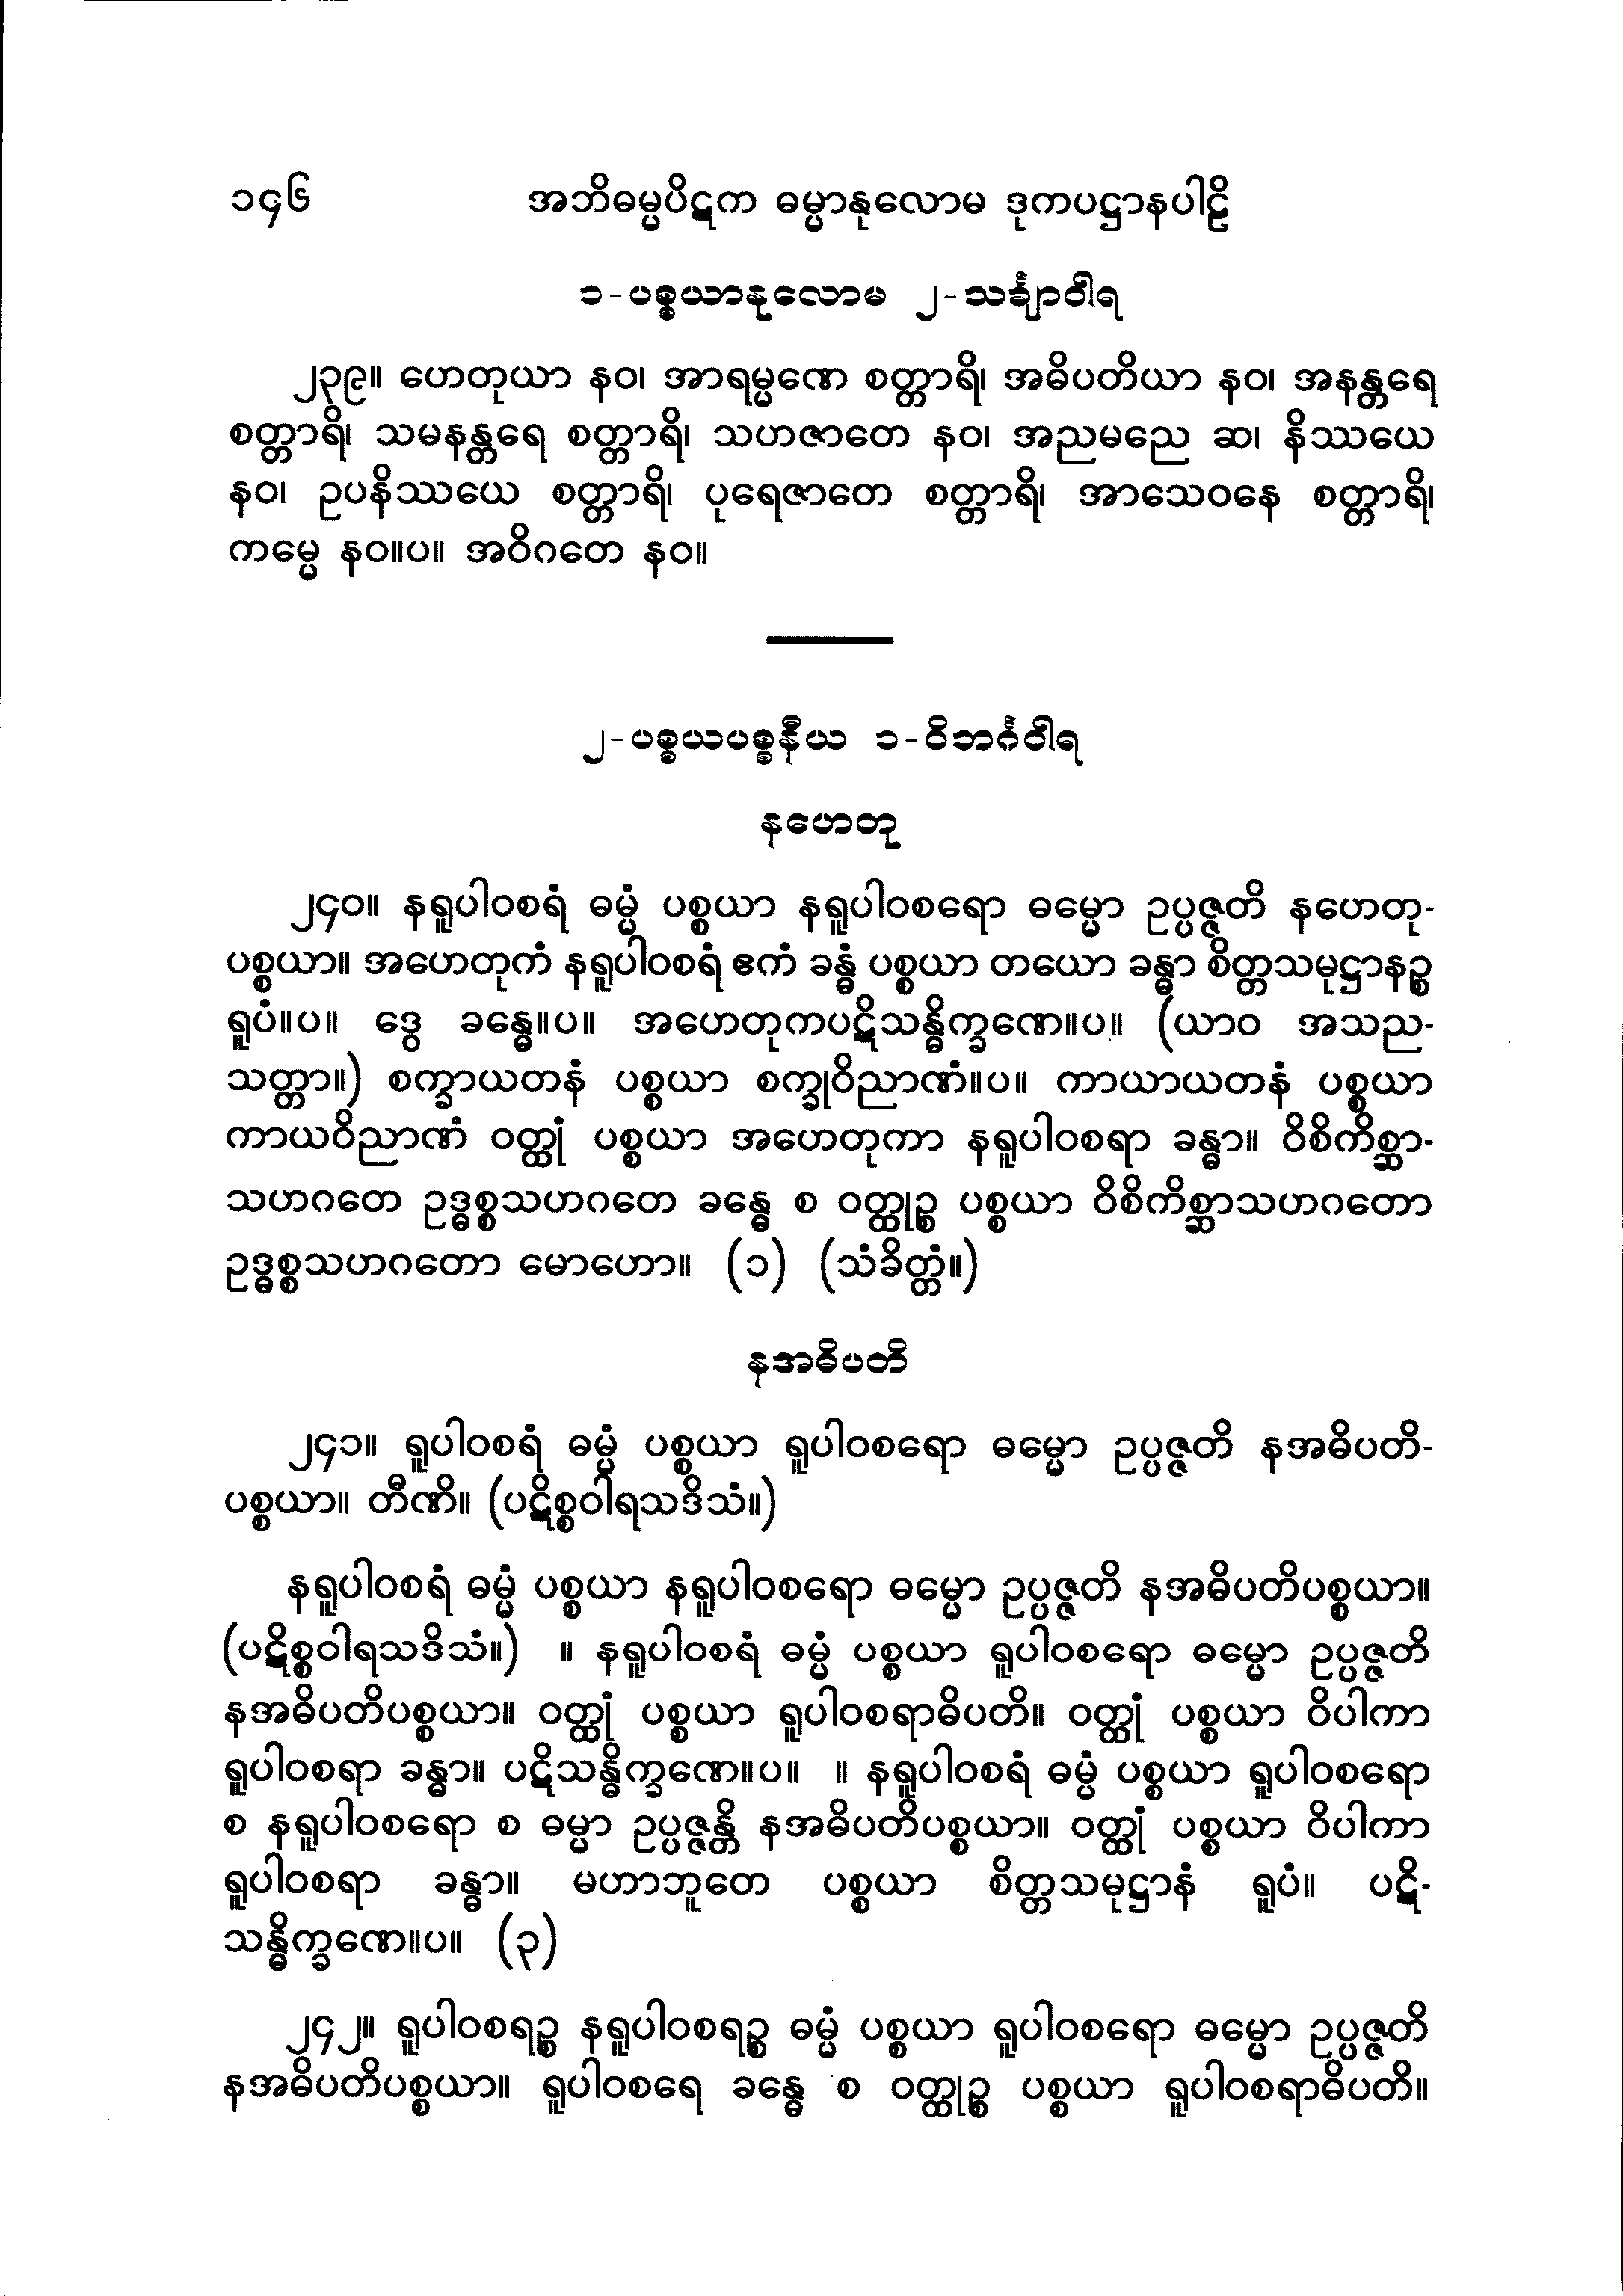 ၁၄၆ အဘိဓမ္မပိဋက ဓမ္မာနုလောမ ဒုကပဋ္ဌာနပါဠိ
၁-ပစ္စယာနုလောမ ၂-သင်္ချာဝါရ
၂၃၉။ ဟေတုယာ နဝ၊ အာရမ္မဏေ စတ္တာရိ၊ အဓိပတိယာ နဝ၊ အနန္တရေ
စတ္တာရိ၊ သမနန္တရေ စတ္တာရိ၊ သဟဇာတေ နဝ၊ အညမညေ ဆ၊ နိဿယေ
နဝ၊ ဥပနိဿယေ စတ္တာရိ၊ ပုရေဇာတေ စတ္တာရိ၊ အာသေဝနေ စတ္တာရိ၊
ကမ္မေ နဝ။ပ။ အဝိဂတေ နဝ။
၂-ပစ္စယပစ္စနီယ ၁-ဝိဘင်္ဂဝါရ
နဟေတု
၂၄၀။ နရူပါဝစရံ ဓမ္မံ ပစ္စယာ နရူပါဝစရော ဓမ္မော ဥပ္ပဇ္ဇတိ နဟေတု-
ပစ္စယာ။ အဟေတုကံ နရူပါဝစရံ ဧကံ ခန္ဓံ ပစ္စယာ တယော ခန္ဓာ စိတ္တသမုဋ္ဌာနဉ္စ
ရူပံ။ပ။ ဒွေ ခန္ဓေ။ပ။ အဟေတုကပဋိသန္ဓိက္ခဏေ။ပ။ (ယာဝ အသည-
သတ္တာ။) စက္ခာယတနံ ပစ္စယာ စက္ခုဝိညာဏံ။ပ။ ကာယာယတနံ ပစ္စယာ
ကာယဝိညာဏံ ဝတ္ထုံ ပစ္စယာ အဟေတုကာ နရူပါဝစရာ ခန္ဓာ။ ဝိစိကိစ္ဆာ-
သဟဂတေ ဥဒ္ဓစ္စသဟဂတေ ခန္ဓေ စ ဝတ္ထုဉ္စ ပစ္စယာ ဝိစိကိစ္ဆာသဟဂတော
ဥဒ္ဓစ္စသဟဂတော မောဟော။ (၁) (သံခိတ္တံ။)
နအဓိပတိ
၂၄၁။ ရူပါဝစရံ ဓမ္မံ ပစ္စယာ ရူပါဝစရော ဓမ္မော ဥပ္ပဇ္ဇတိ နအဓိပတိ-
ပစ္စယာ။ တီဏိ။ (ပဋိစ္စဝါရသဒိသံ။)
နရူပါဝစရံ ဓမ္မံ ပစ္စယာ နရူပါဝစရော ဓမ္မော ဥပ္ပဇ္ဇတိ နအဓိပတိပစ္စယာ။
(ပဋိစ္စဝါရသဒိသံ။) ။ နရူပါဝစရံ ဓမ္မံ ပစ္စယာ ရူပါဝစရော ဓမ္မော ဥပ္ပဇ္ဇတိ
နအဓိပတိပစ္စယာ။ ဝတ္ထုံ ပစ္စယာ ရူပါဝစရာဓိပတိ။ ဝတ္ထုံ ပစ္စယာ ဝိပါကာ
ရူပါဝစရာ ခန္ဓာ။ ပဋိသန္ဓိက္ခဏေ။ပ။ ။ နရူပါဝစရံ ဓမ္မံ ပစ္စယာ ရူပါဝစရော
စ နရူပါဝစရော စ ဓမ္မာ ဥပ္ပဇ္ဇန္တိ နအဓိပတိပစ္စယာ။ ဝတ္ထုံ ပစ္စယာ ဝိပါကာ
ရူပါဝစရာ ခန္ဓာ။ မဟာဘူတေ ပစ္စယာ စိတ္တသမုဋ္ဌာနံ ရူပံ။ ပဋိ-
သန္ဓိက္ခဏေ။ပ။ (၃)
၂၄၂။ ရူပါဝစရဉ္စ နရူပါဝစရဉ္စ ဓမ္မံ ပစ္စယာ ရူပါဝစရော ဓမ္မော ဥပ္ပဇ္ဇတိ
နအဓိပတိပစ္စယာ။ ရူပါဝစရေ ခန္ဓေ စ ဝတ္ထုဉ္စ ပစ္စယာ ရူပါဝစရာဓိပတိ။